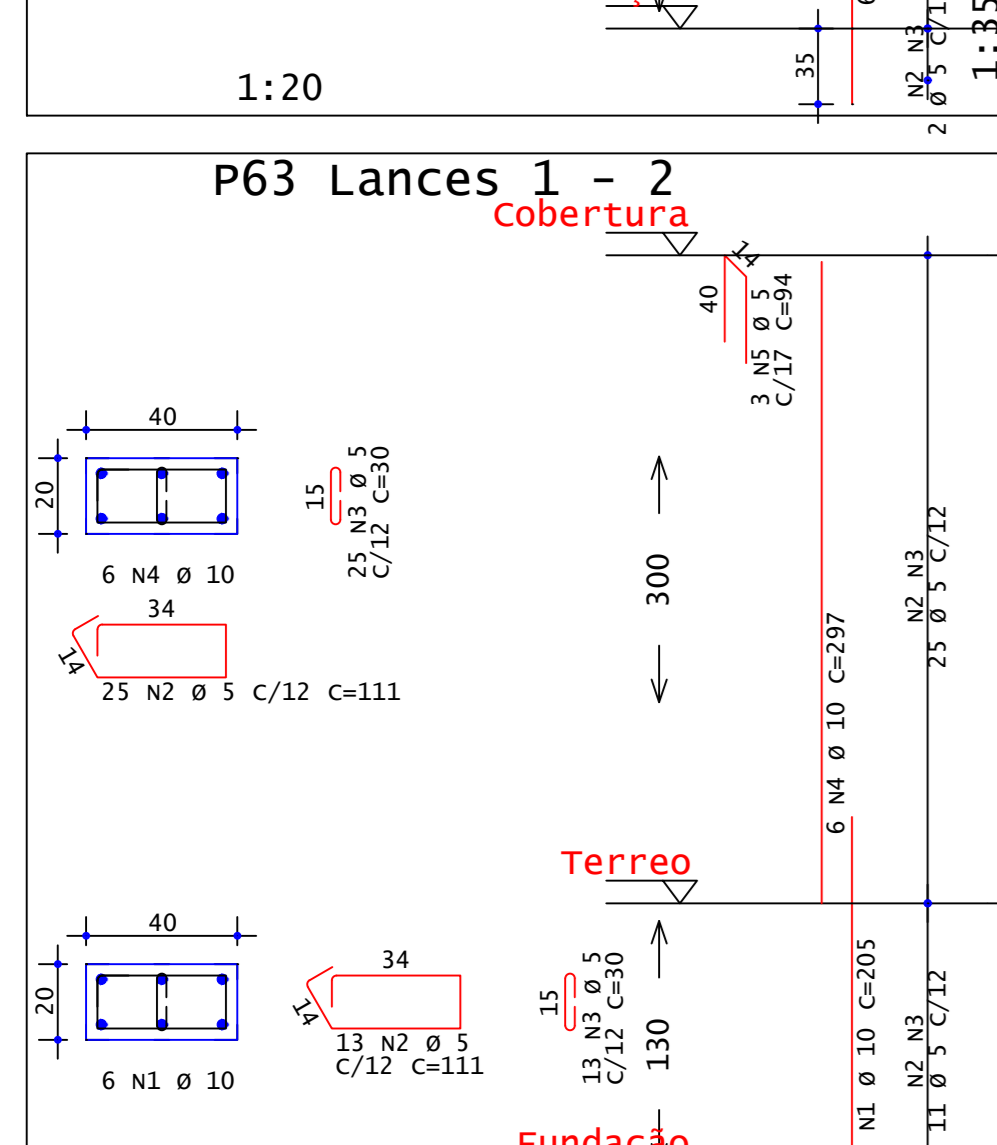 1:20
35
N2 N3
1:35
P63 Lances 1 - 2
Cobertura
14
40
3 N5 Ø 5
C/17 C=94
40
20
6 N4 Ø 10
15
25 N3 Ø 5
C/12 C=30
34
14
25 N2 Ø 5 C/12 C=111
300
6 N4 Ø 10 C=297
N2 N3
25 Ø 5 C/12
Terreo
40
20
6 N1 Ø 10
34
14
13 N2 Ø 5
C/12 C=111
15
13 N3 Ø 5
C/12 C=30
130
N1 Ø 10 C=205
N2 N3
11 Ø 5 C/12
Fundação